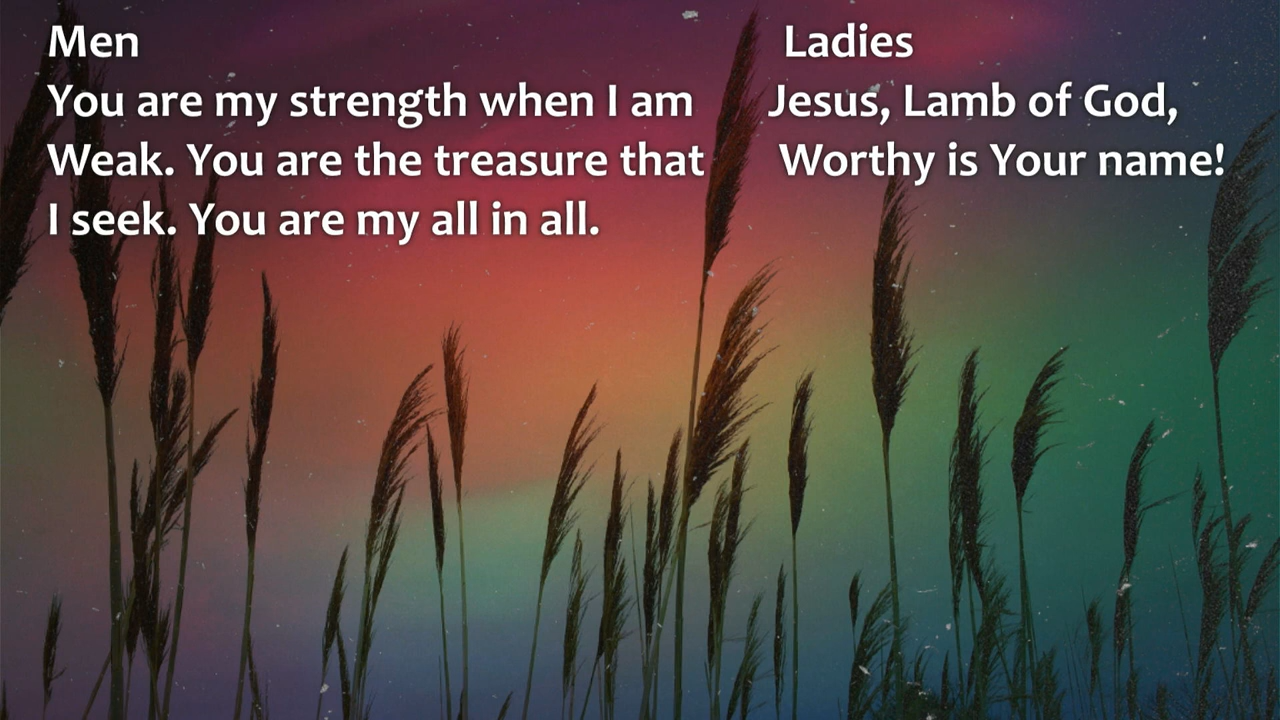 Men
You are my strength when I am
Weak. You are the treasure that
I seek. You are my all in all.
Ladies
Jesus, Lamb of God,
Worthy is Your name!